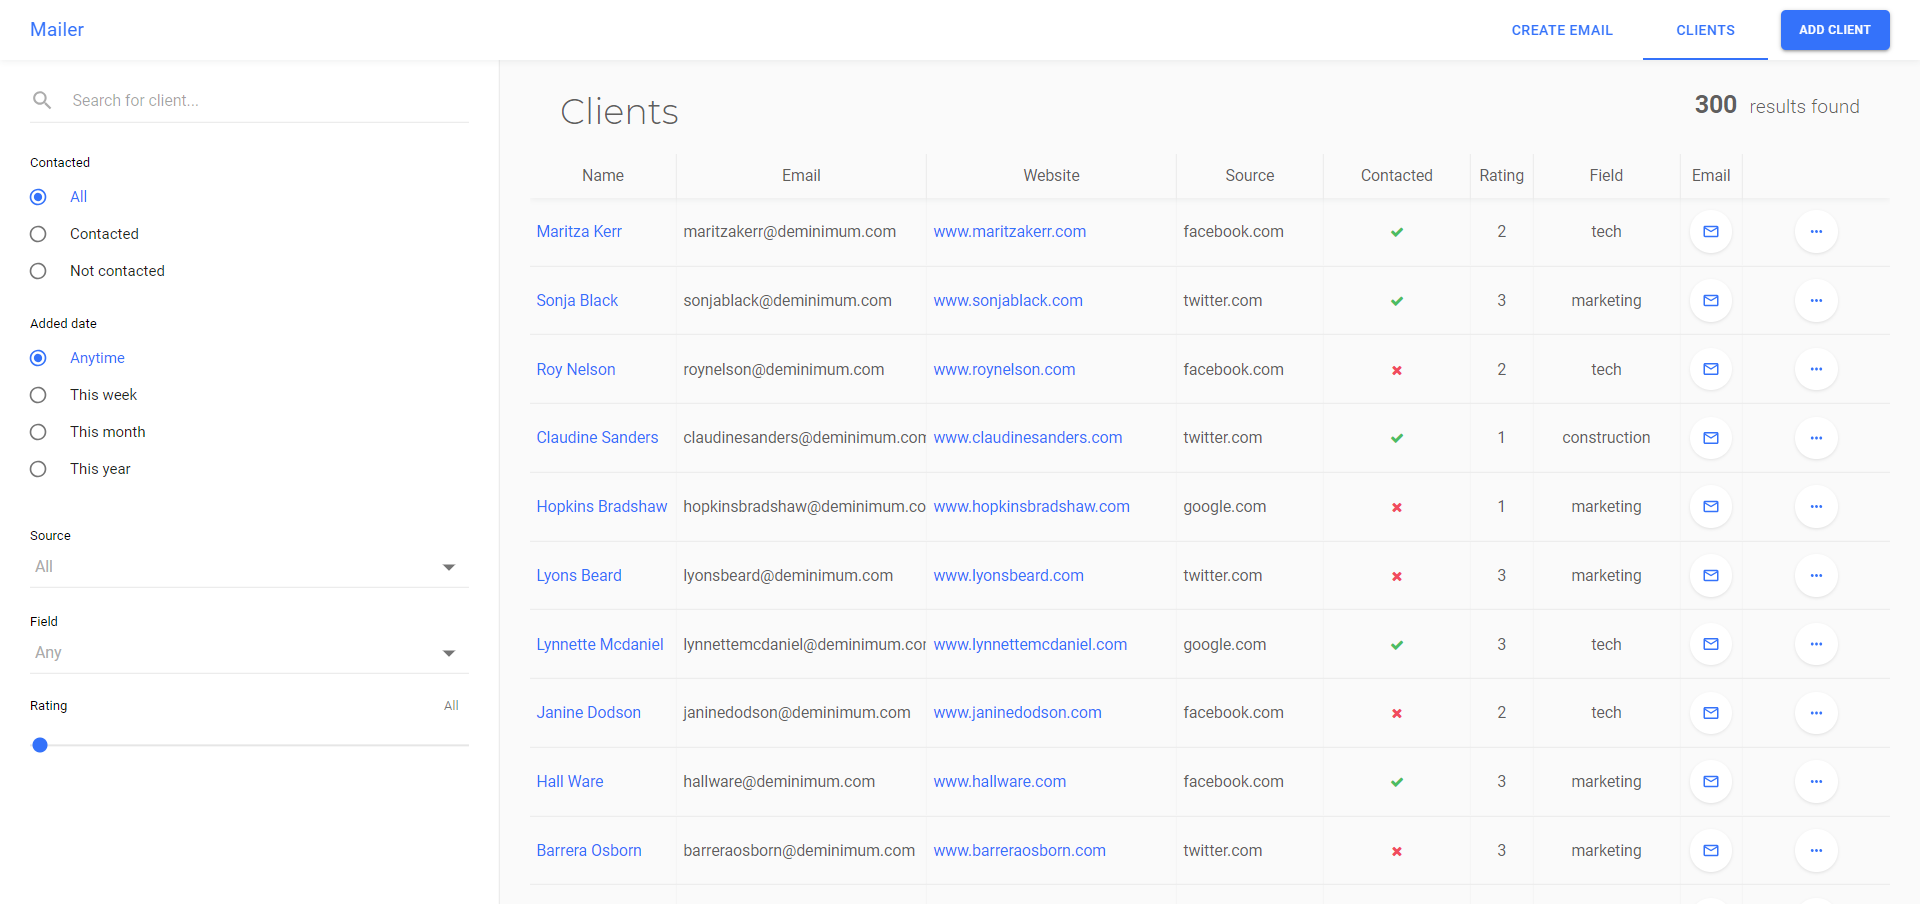 Mailer
CREATE EMAIL CLIENTS ADD CLIENT
Search for client...
Contacted
All
Contacted
Not contacted
Added date
Anytime
This week
This month
This year
Source
All
Field
Any
Rating All
Clients
300 results found
Name Email Website Source Contacted Rating Field Email
Maritza Kerr maritzakerr@deminimum.com www.maritzakerr.com facebook.com 2 tech
Sonja Black sonjablack@deminimum.com www.sonjablack.com twitter.com 3 marketing
Roy Nelson roynelson@deminimum.com www.roynelson.com facebook.com 2 tech
Claudine Sanders claudinesanders@deminimum.com www.claudinesanders.com twitter.com 1 construction
Hopkins Bradshaw hopkinsbradshaw@deminimum.co www.hopkinsbradshaw.com google.com 1 marketing
Lyons Beard lyonsbeard@deminimum.com www.lyonsbeard.com twitter.com 3 marketing
Lynnette Mcdaniel lynnettemcdaniel@deminimum.cor www.lynnettemcdaniel.com google.com 3 tech
Janine Dodson janinedodson@deminimum.com www.janinedodson.com facebook.com 2 tech
Hall Ware hallware@deminimum.com www.hallware.com facebook.com 3 marketing
Barrera Osborn barreraosborn@deminimum.com www.barreraosborn.com twitter.com 3 marketing